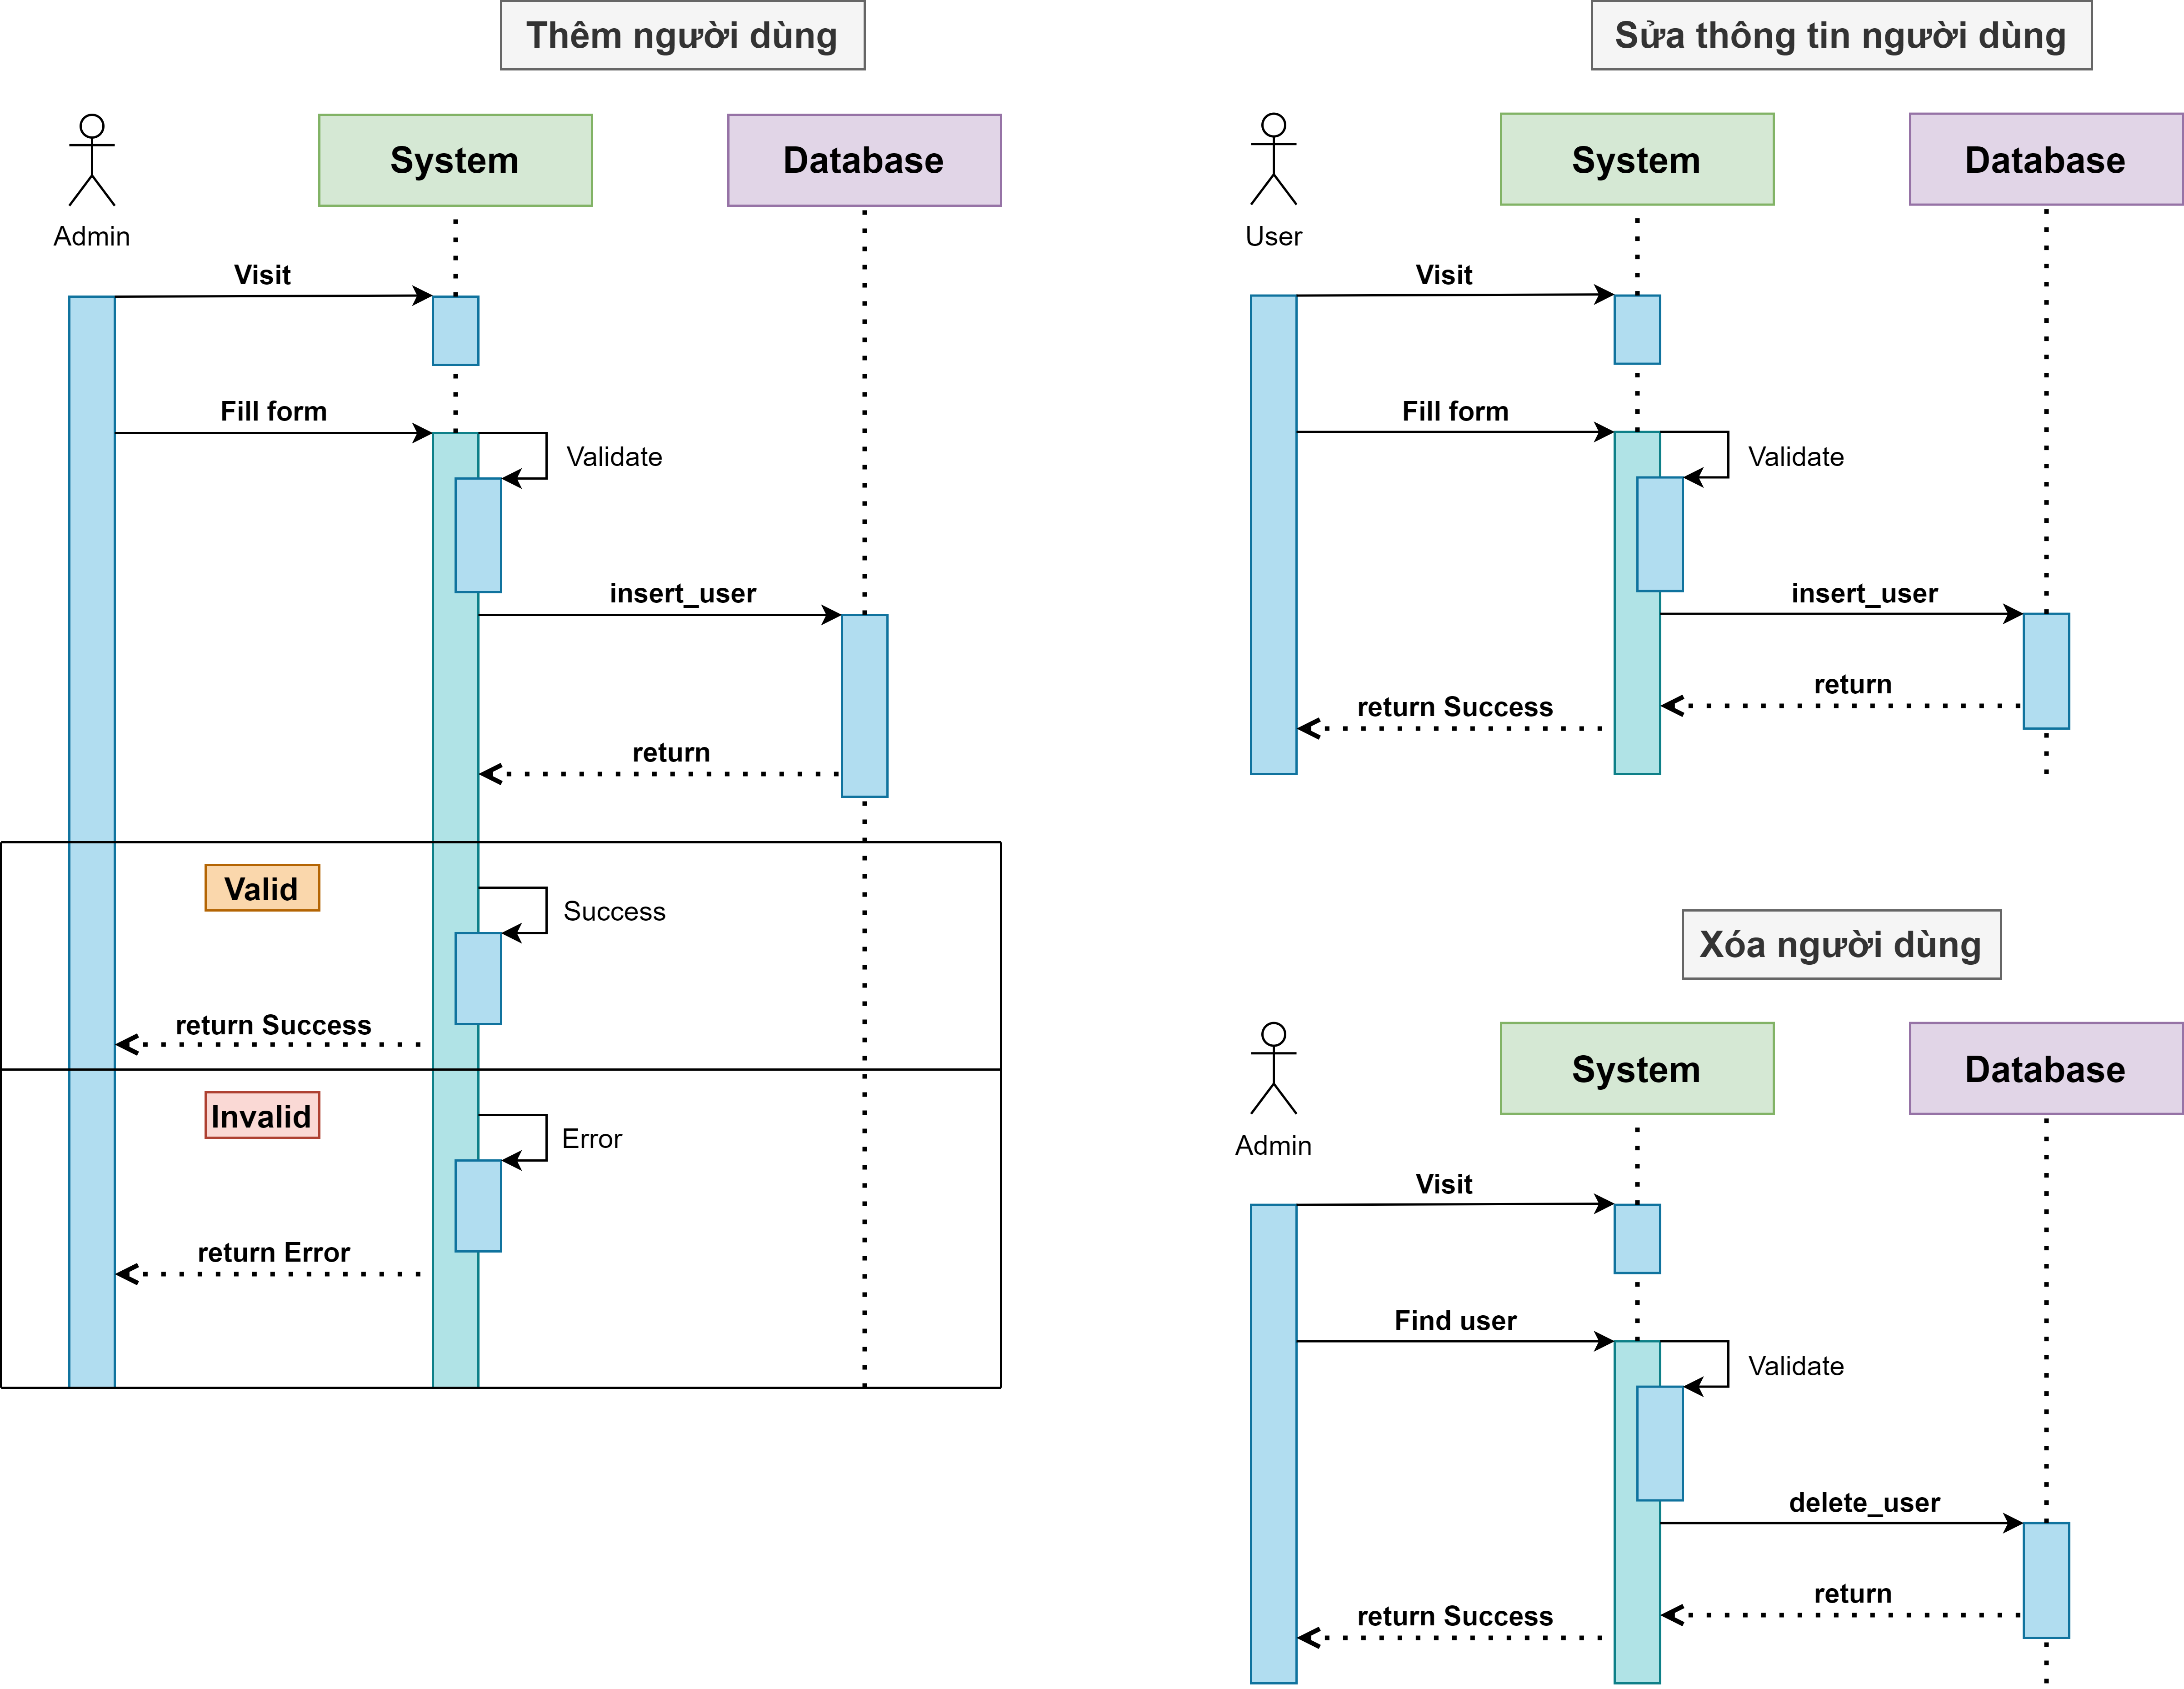 Thêm người dùng
System
Database
Admin
Visit
Fill form
Validate
insert_user
return
Valid
Success
return Success
Invalid
Error
return Error
Sửa thông tin người dùng
System
Database
User
Visit
Fill form
Validate
insert_user
return
return Success
Xóa người dùng
System
Database
Admin
Visit
Find user
Validate
delete_user
return
return Success